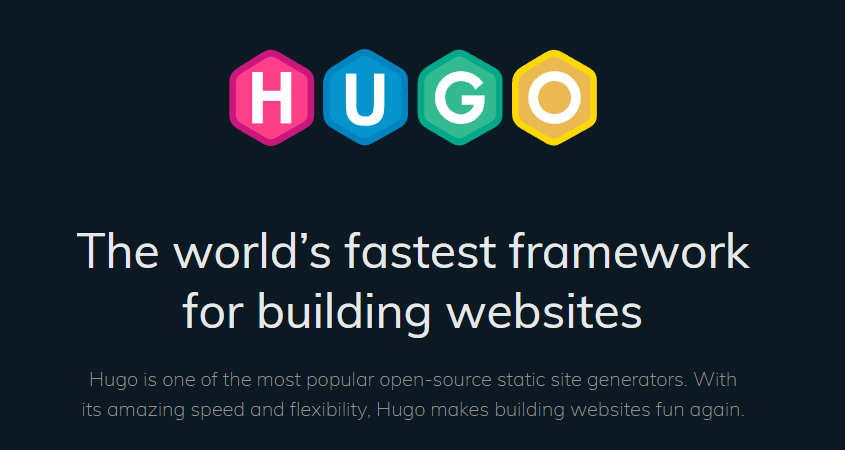 HUGO
The world’s fastest framework
for building websites
Hugo is one of the most popular open-source static site generators. With
its amazing speed and flexibility, Hugo makes building websites fun again.